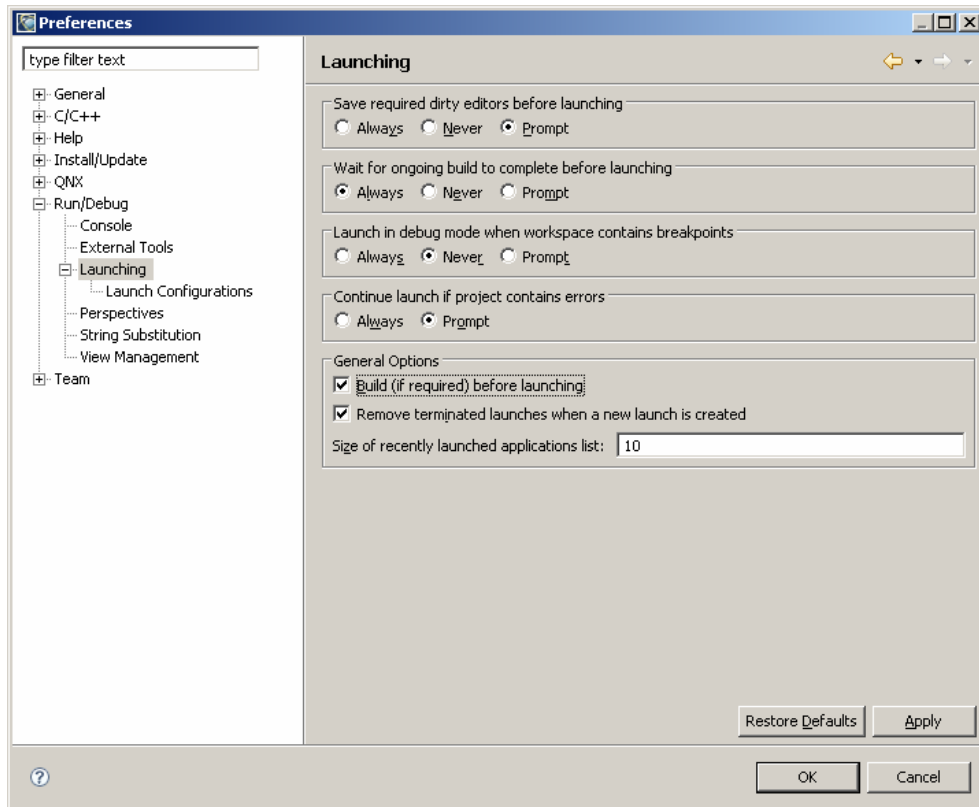 Preferences
type filter text
General
C/C++
Help
Install/Update
QNX
Run/Debug
Console
External Tools
Launching
Launch Configurations
Perspectives
String Substitution
View Management
Team
Launching
Save required dirty editors before launching
Always Never Prompt
Wait for ongoing build to complete before launching
Always Never Prompt
Launch in debug mode when workspace contains breakpoints
Always Never Prompt
Continue launch if project contains errors
Always Prompt
General Options
Build (if required) before launching
Remove terminated launches when a new launch is created
Size of recently launched applications list: 10
Restore Defaults Apply
? OK Cancel